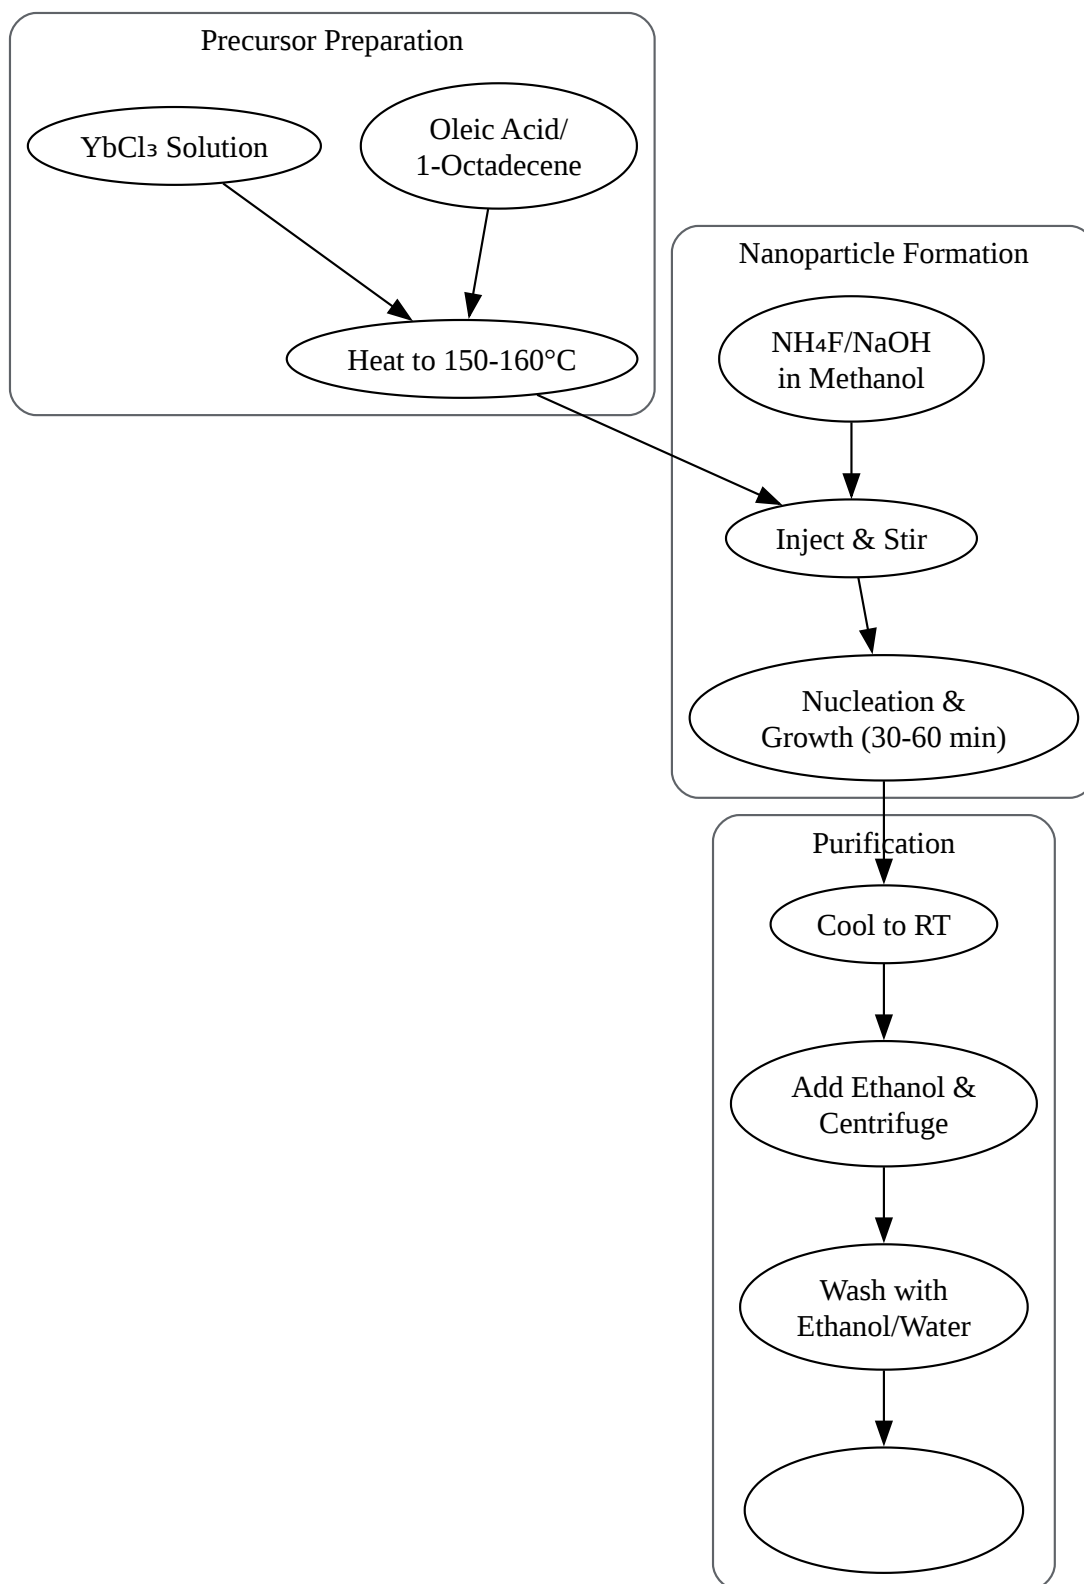 Precursor Preparation
YbCl₃ Solution
Oleic Acid/
1-Octadecene
Heat to 150-160°C
Nanoparticle Formation
NH₄F/NaOH
in Methanol
Inject & Stir
Nucleation &
Growth (30-60 min)
Purification
Cool to RT
Add Ethanol &
Centrifuge
Wash with
Ethanol/Water